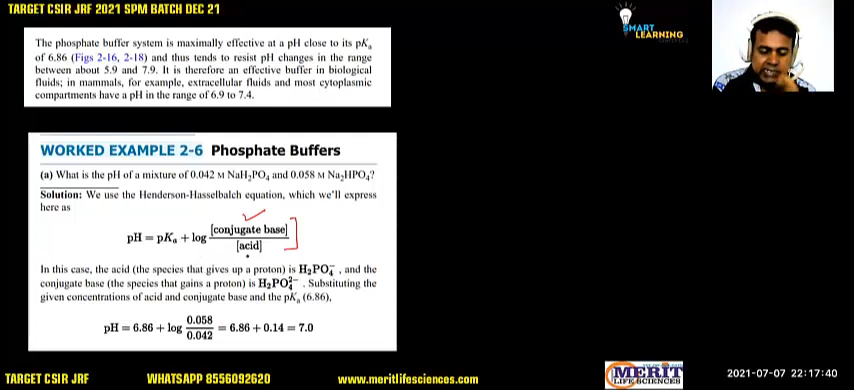 TARGET CSIR JRF 2021 SPM BATCH DEC 21
SMART
LEARNING
The phosphate buffer system is maximally effective at a pH close to its pKa
of 6.86 (Figs 2-16, 2-18) and thus tends to resist pH changes in the range
between about 5.9 and 7.9. It is therefore an effective buffer in biological
fluids; in mammals, for example, extracellular fluids and most cytoplasmic
compartments have a pH in the range of 6.9 to 7.4.
WORKED EXAMPLE 2-6 Phosphate Buffers
(a) What is the pH of a mixture of 0.042 M NaH₂PO₄ and 0.058 M Na₂HPO₄?
Solution: We use the Henderson-Hasselbalch equation, which we'll express
here as
pH = pKa + log [conjugate base]
[acid]
In this case, the acid (the species that gives up a proton) is H₂PO₄⁻, and the
conjugate base (the species that gains a proton) is H₂PO₄²⁻. Substituting the
given concentrations of acid and conjugate base and the pKa (6.86),
pH = 6.86 + log 0.058 = 6.86 + 0.14 = 7.0
0.042
TARGET CSIR JRF WHATSAPP 8556092620 www.meritlifesciences.com
MERIT
LIFE SCIENCES
2021-07-07 22:17:40